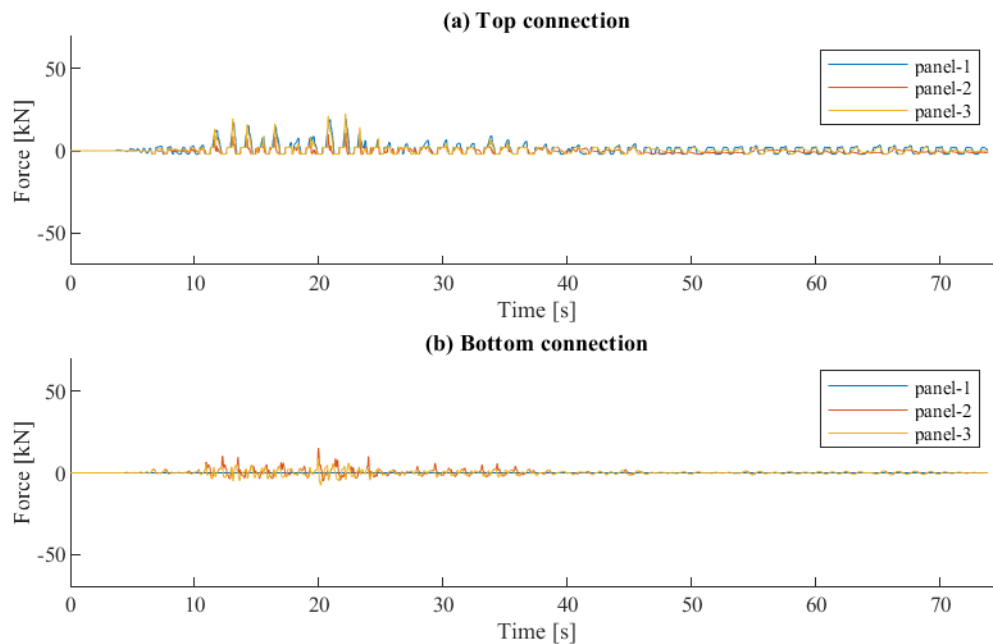 (a) Top connection
50
0
-50
Force [kN]
panel-1
panel-2
panel-3
0 10 20 30 40 50 60 70
Time [s]
(b) Bottom connection
50
0
-50
Force [kN]
panel-1
panel-2
panel-3
0 10 20 30 40 50 60 70
Time [s]